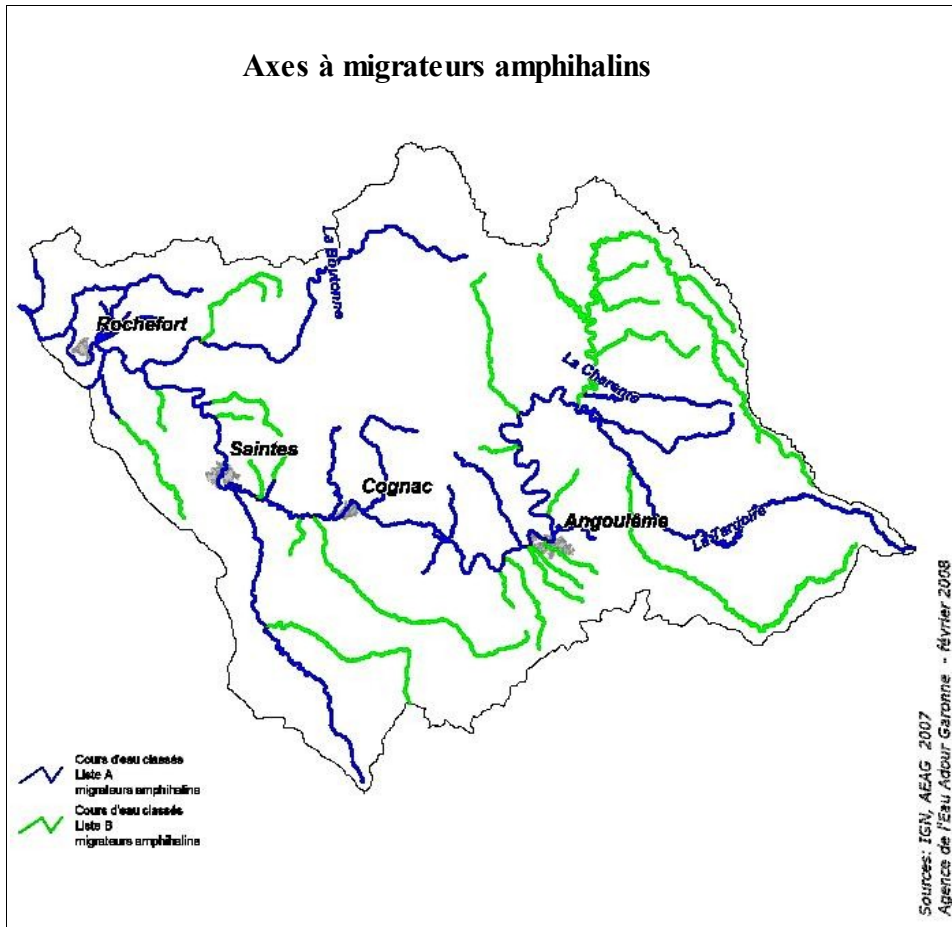 Axes à migrateurs amphihalins
La Boutonne
Rochefort
La Charente
Saintes
Cognac
Angoulême
La Tardoire
Cours d'eau classés
Liste A
migrateurs amphihalins
Cours d'eau classés
Liste B
migrateurs amphihalins
Sources: IGN, AEAG 2007
Agence de l'Eau Adour Garonne - février 2008